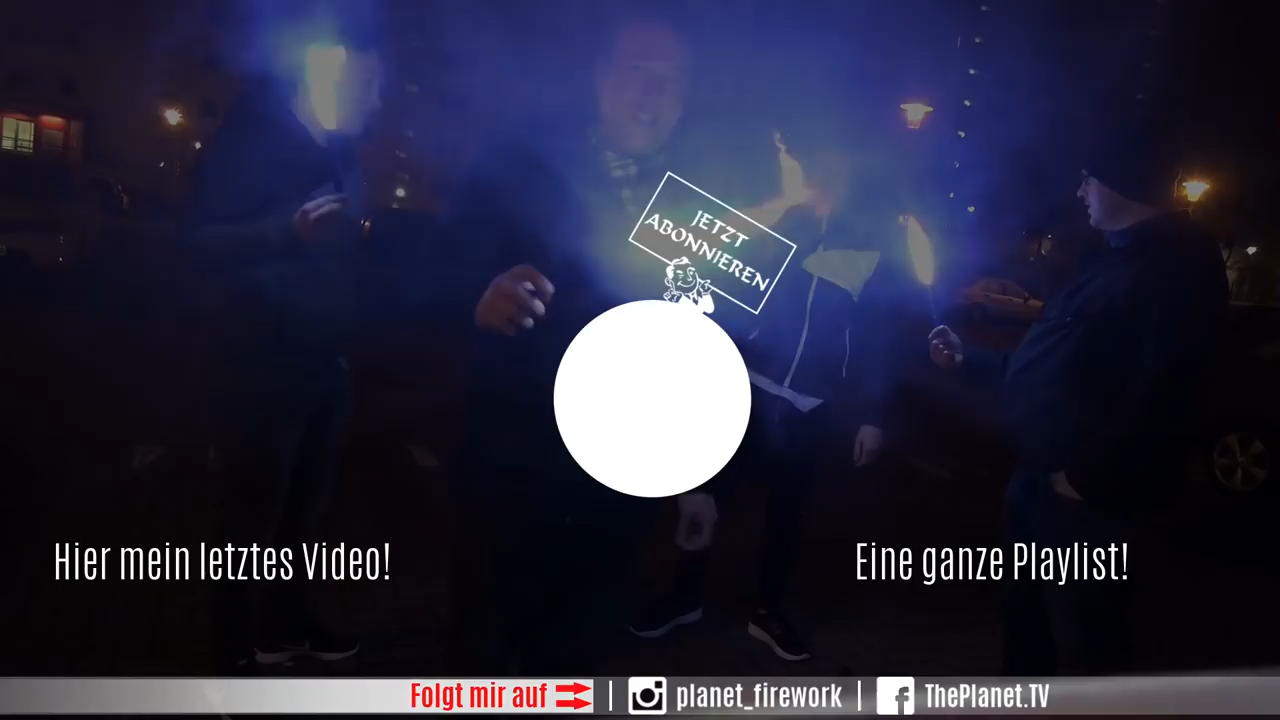 JETZT
ABONNIEREN
Hier mein letztes Video!
Eine ganze Playlist!
Folgt mir auf | planet_firework | ThePlanet.TV